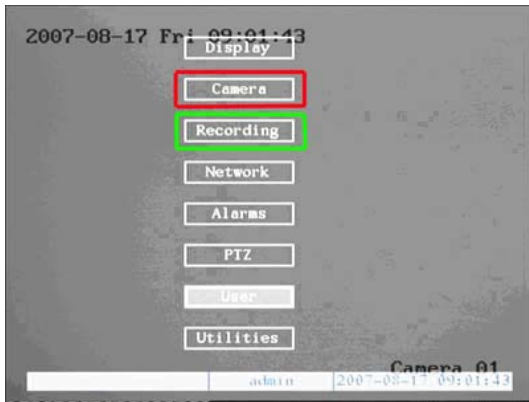 2007-08-17 Fri 09:01:43
Display
Camera
Recording
Network
Alarms
PTZ
User
Utilities
Camera 01
admin 2007-08-17 09:01:43